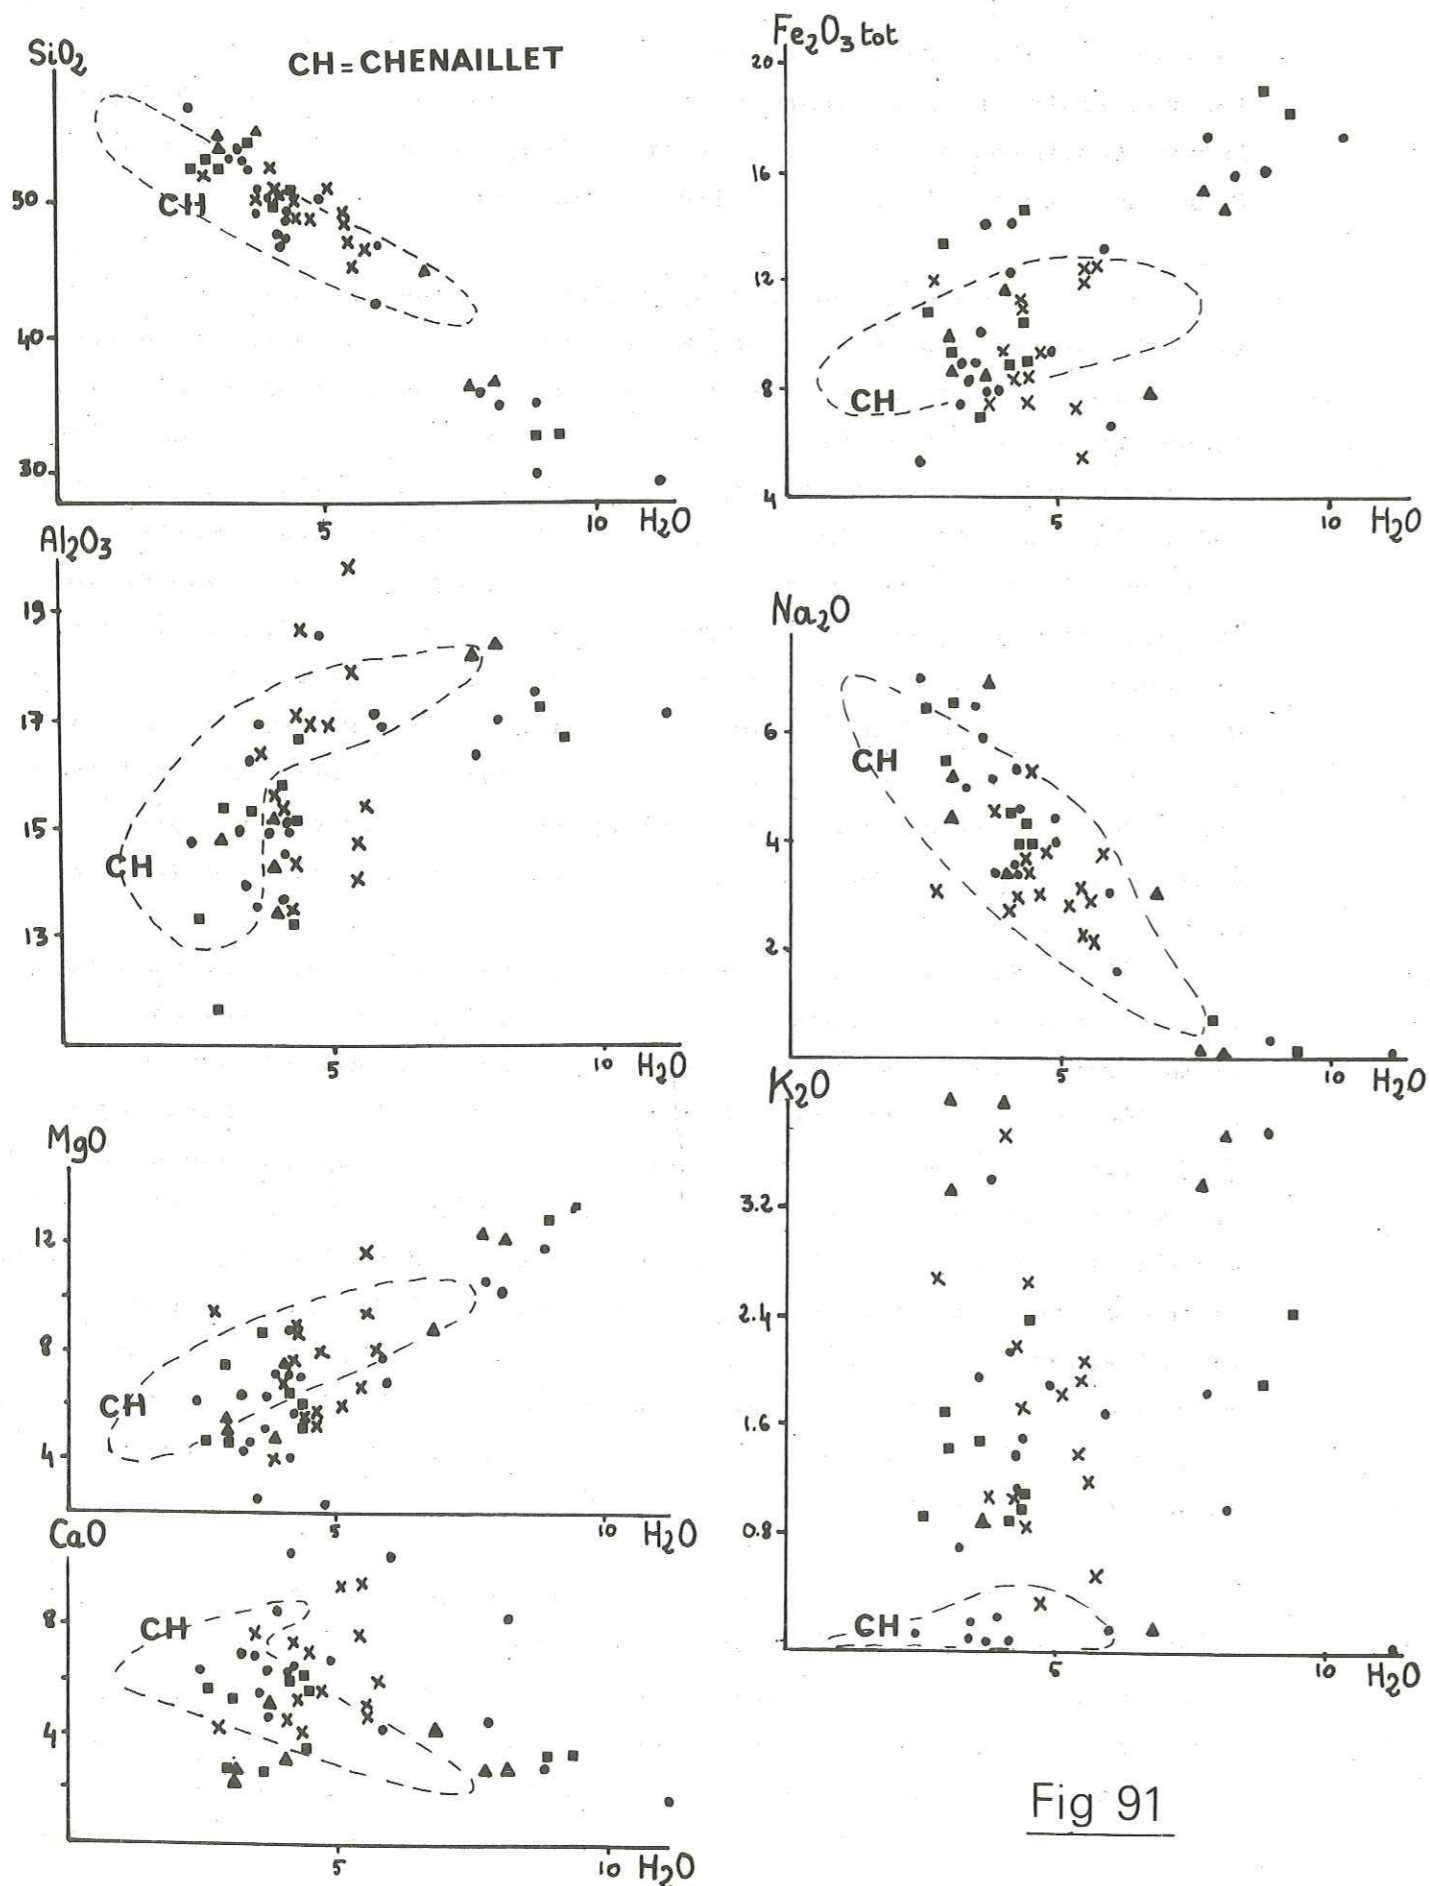 CH=CHENAILLET
SiO₂
50
40
30
CH
5
10
H₂O
Fe₂O₃ tot
20
16
12
8
4
CH
5
10
H₂O
Al₂O₃
19
17
15
13
CH
5
10
H₂O
Na₂O
6
4
2
CH
5
10
H₂O
MgO
12
8
4
CH
5
10
H₂O
K₂O
3.2
2.4
1.6
0.8
CH
5
10
H₂O
CaO
8
4
CH
5
10
H₂O
Fig 91